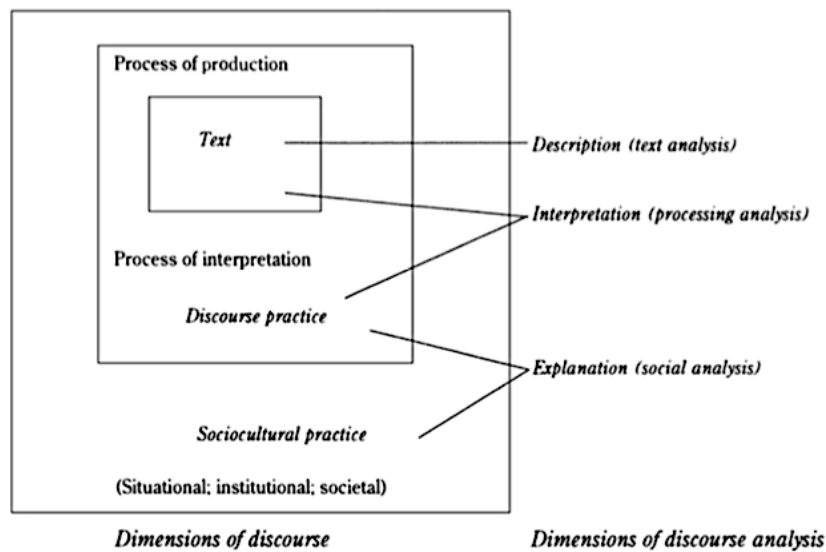 Process of production
Text
Description (text analysis)
Interpretation (processing analysis)
Process of interpretation
Discourse practice
Explanation (social analysis)
Sociocultural practice
(Situational; institutional; societal)
Dimensions of discourse
Dimensions of discourse analysis